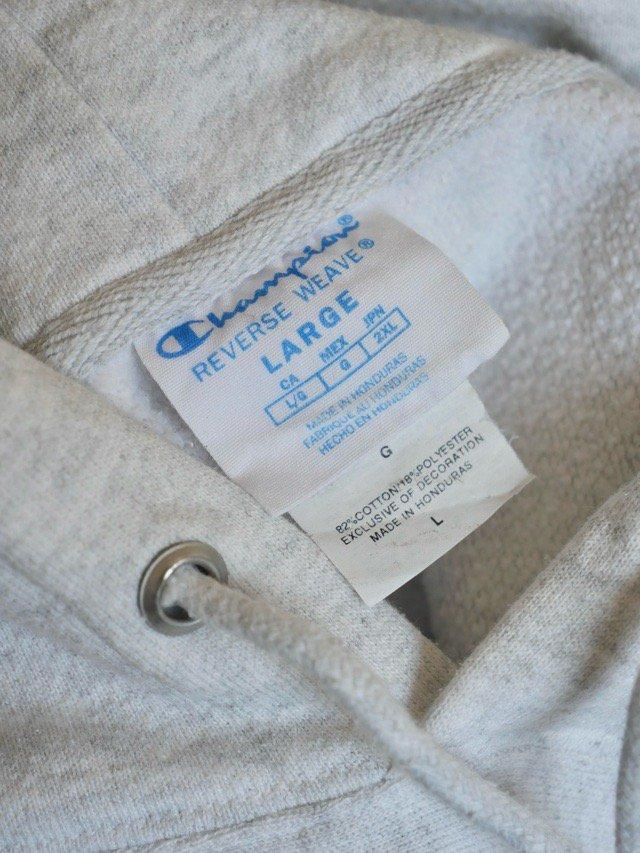 Champion®
REVERSE WEAVE®
LARGE
CA MEX JPN
L/G G 2XL
MADE IN HONDURAS
FABRIQUE AU HONDURAS
HECHO EN HONDURAS
G
82%COTTON/18%POLYESTER
EXCLUSIVE OF DECORATION
MADE IN HONDURAS
L